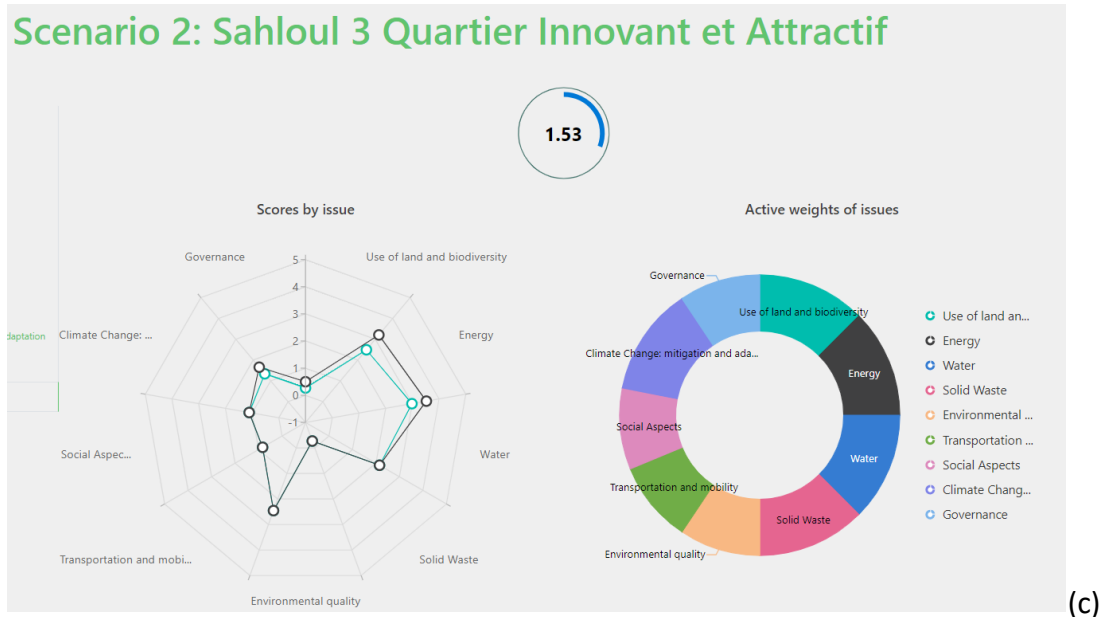 Scenario 2: Sahloul 3 Quartier Innovant et Attractif
1.53
Scores by issue
Governance
Use of land and biodiversity
5
4
3
2
1
0
-1
daptation
Climate Change: ...
Energy
Social Aspec...
Water
Transportation and mobi...
Solid Waste
Environmental quality
Active weights of issues
Governance
Use of land and biodiversity
Climate Change: mitigation and ada...
Energy
Social Aspects
Water
Transportation and mobility
Solid Waste
Environmental quality
Use of land an...
Energy
Water
Solid Waste
Environmental ...
Transportation ...
Social Aspects
Climate Chang...
Governance
(c)